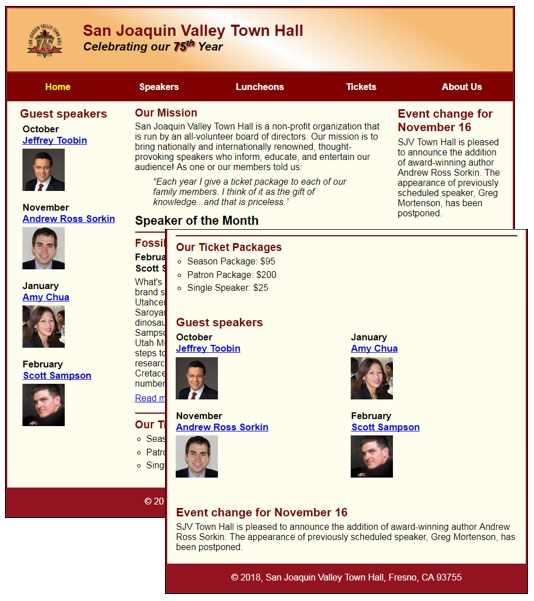 San Joaquin Valley Town Hall
Celebrating our 75th Year
Home Speakers Luncheons Tickets About Us
Guest speakers
October
Jeffrey Toobin
November
Andrew Ross Sorkin
January
Amy Chua
February
Scott Sampson
Our Mission
San Joaquin Valley Town Hall is a non-profit organization that
is run by an all-volunteer board of directors. Our mission is to
bring nationally and internationally renowned, thought-
provoking speakers who inform, educate, and entertain our
audience! As one or our members told us:
"Each year I give a ticket package to each of our
family members. I think of it as the gift of
knowledge...and that is priceless."
Speaker of the Month
Fossil
Februa
Scott S
What's
brand s
Utahcer
Saroyan
dinosau
Sampso
Utah M
steps to
researc
Cretace
number
Read m
Our Ti
Seas
Patro
Sing
Event change for
November 16
SJV Town Hall is pleased
to announce the addition
of award-winning author
Andrew Ross Sorkin. The
appearance of previously
scheduled speaker, Greg
Mortenson, has been
postponed.
© 20
Our Ticket Packages
Season Package: $95
Patron Package: $200
Single Speaker: $25
Guest speakers
October
Jeffrey Toobin
January
Amy Chua
November
Andrew Ross Sorkin
February
Scott Sampson
Event change for November 16
SJV Town Hall is pleased to announce the addition of award-winning author Andrew
Ross Sorkin. The appearance of previously scheduled speaker, Greg Mortenson, has
been postponed.
© 2018, San Joaquin Valley Town Hall, Fresno, CA 93755